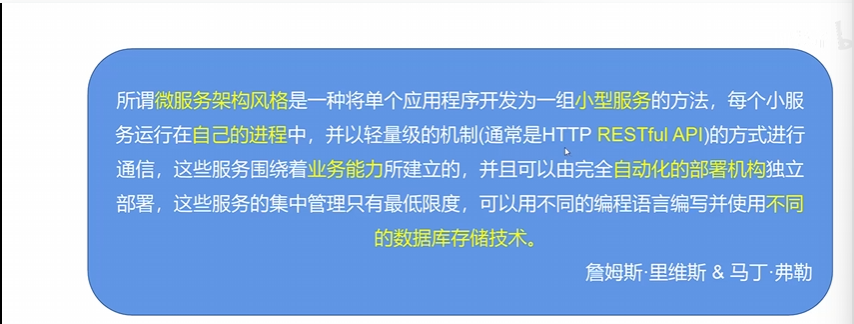 所谓微服务架构风格是一种将单个应用程序开发为一组小型服务的方法，每个小服
务运行在自己的进程中，并以轻量级的机制(通常是HTTP RESTful API)的方式进行
通信，这些服务围绕着业务能力所建立的，并且可以由完全自动化的部署机构独立
部署，这些服务的集中管理只有最低限度，可以用不同的编程语言编写并使用不同
的数据库存储技术。
詹姆斯·里维斯 & 马丁·弗勒